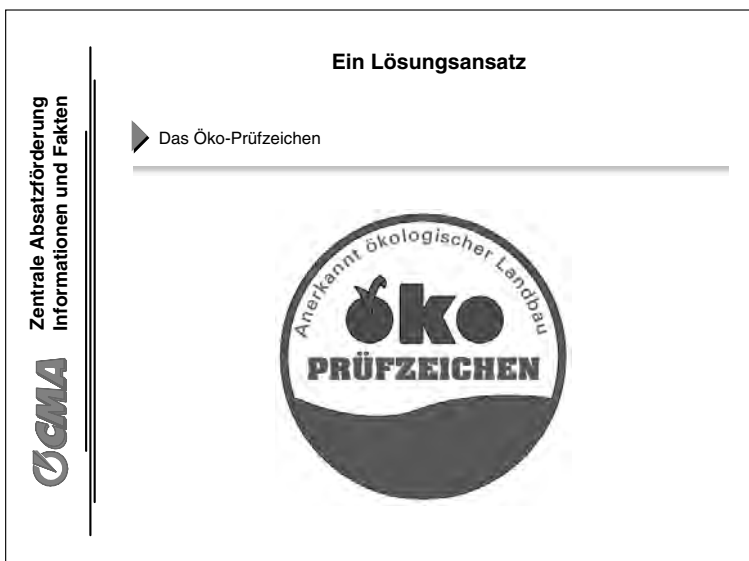 Ein Lösungsansatz
Das Öko-Prüfzeichen
Zentrale Absatzförderung
Informationen und Fakten
CMA
Anerkannt ökologischer Landbau
öko
PRÜFZEICHEN